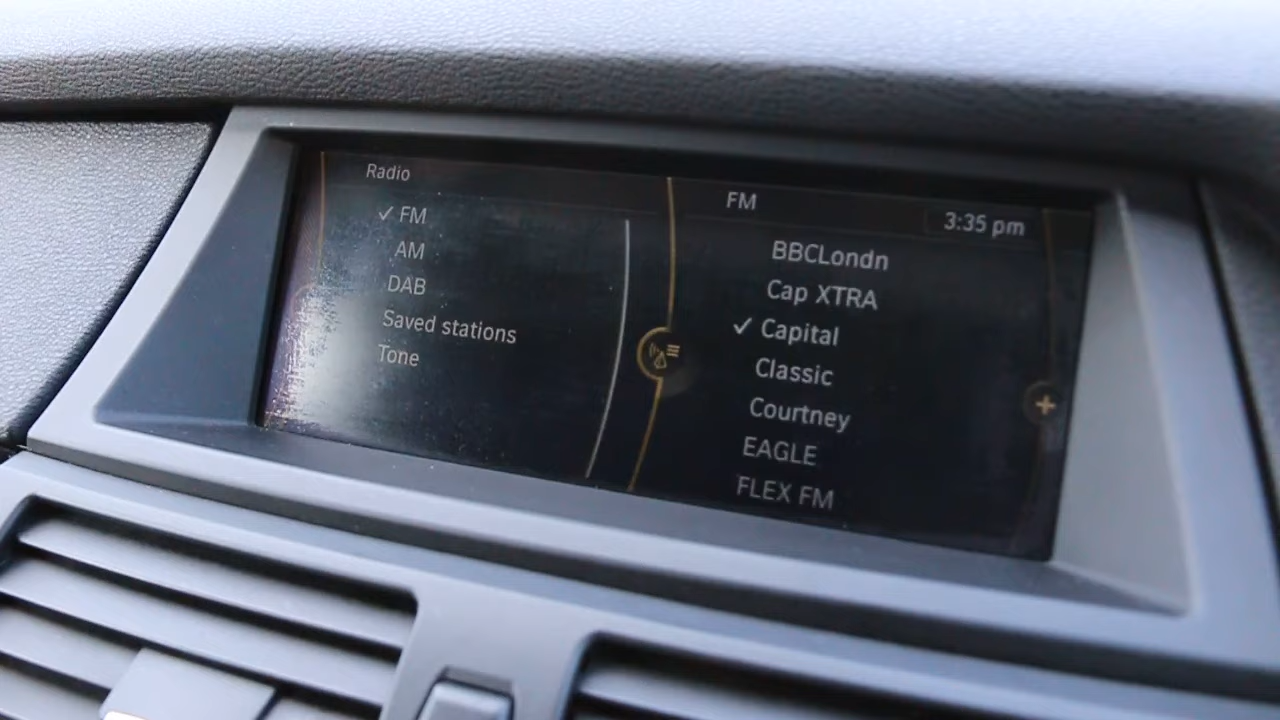 Radio
✓ FM
AM
DAB
Saved stations
Tone
FM
3:35 pm
BBCLondn
Cap XTRA
✓ Capital
Classic
Courtney
EAGLE
FLEX FM